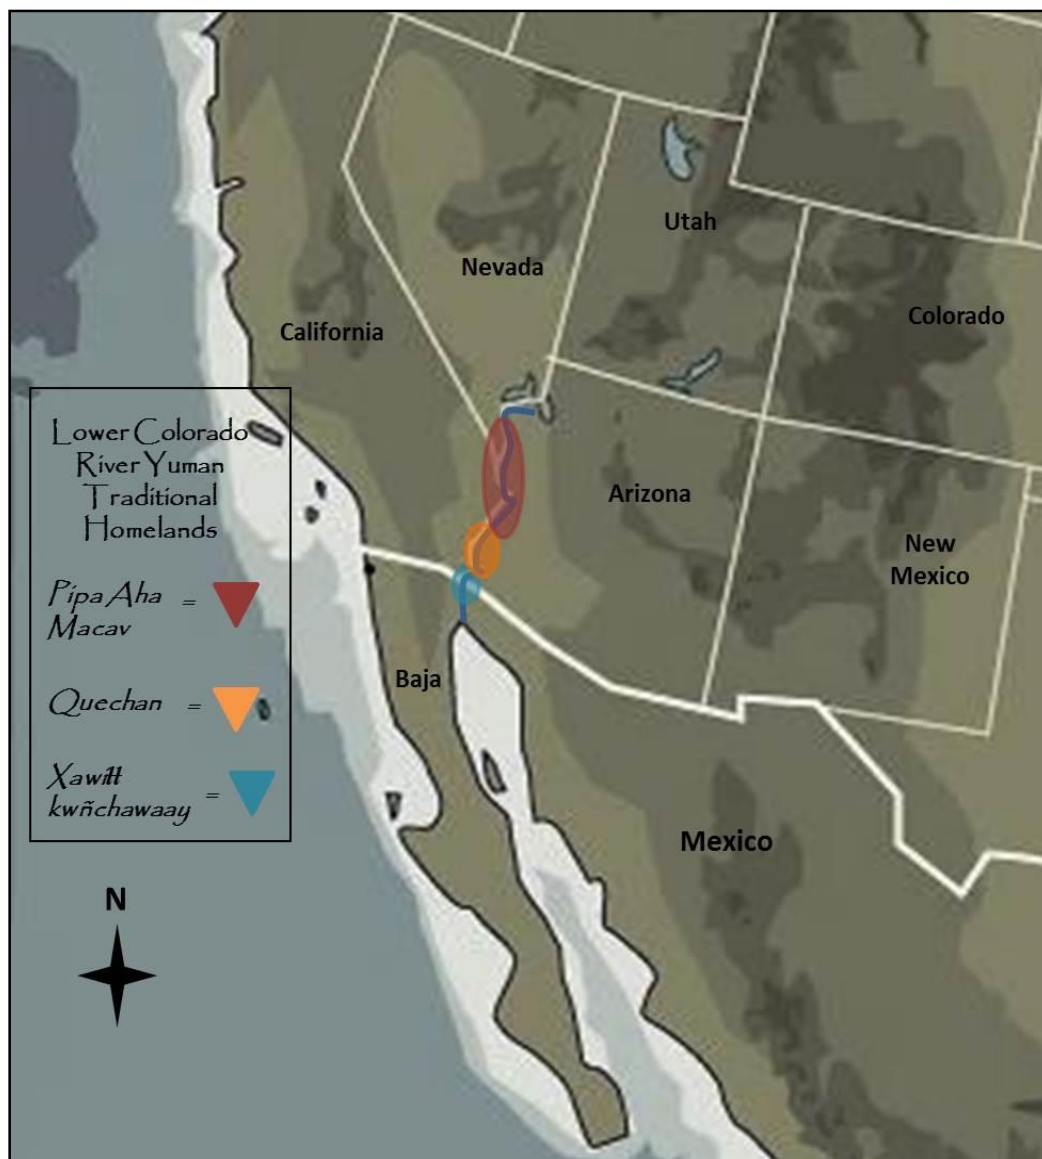 Utah
Nevada
Colorado
California
Lower Colorado
River Yuman
Traditional
Homelands
Arizona
New
Mexico
Pipa Aha =
Macav
Baja
Quechan =
Xawiłł
kwñchawaay =
Mexico
N